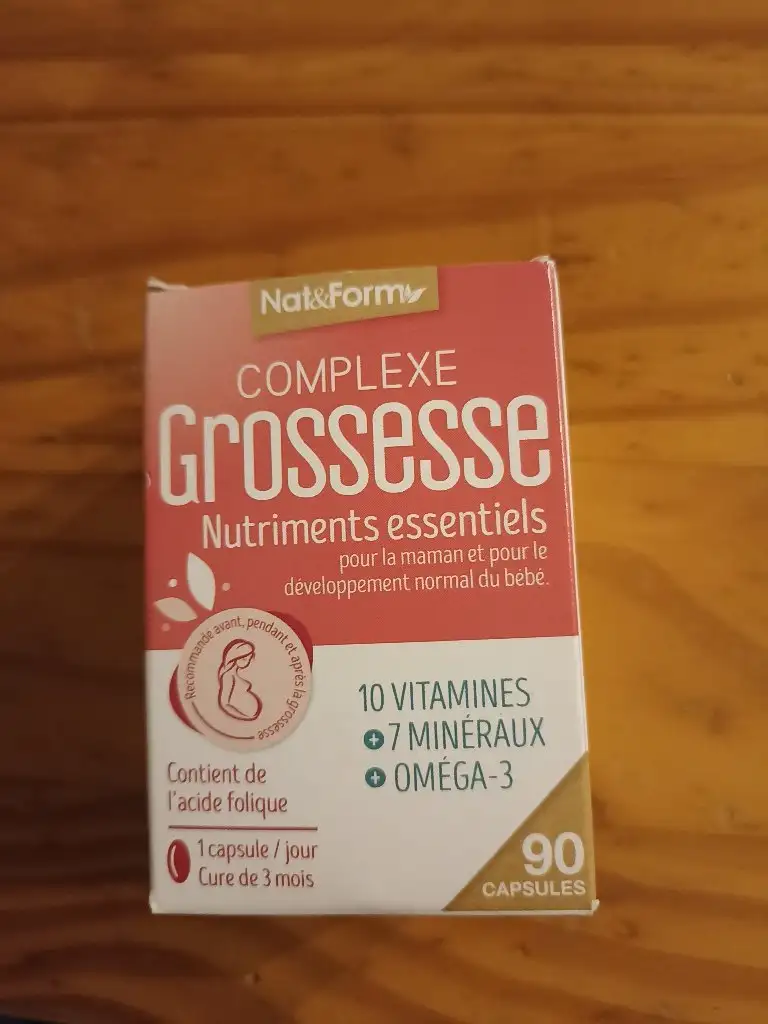 Nat&Form
COMPLEXE
Grossesse
Nutriments essentiels
pour la maman et pour le
développement normal du bébé.
Recommandé avant, pendant et après la grossesse
10 VITAMINES
+ 7 MINÉRAUX
+ OMÉGA-3
Contient de
l'acide folique
1 capsule / jour
Cure de 3 mois
90
CAPSULES